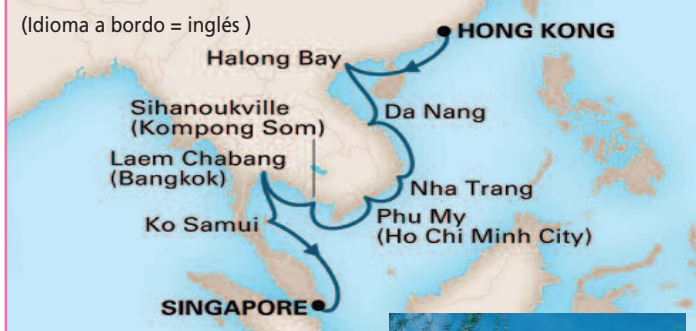 (Idioma a bordo = inglés )
HONG KONG
Halong Bay
Da Nang
Sihanoukville
(Kompong Som)
Laem Chabang
(Bangkok)
Nha Trang
Phu My
(Ho Chi Minh City)
Ko Samui
SINGAPORE